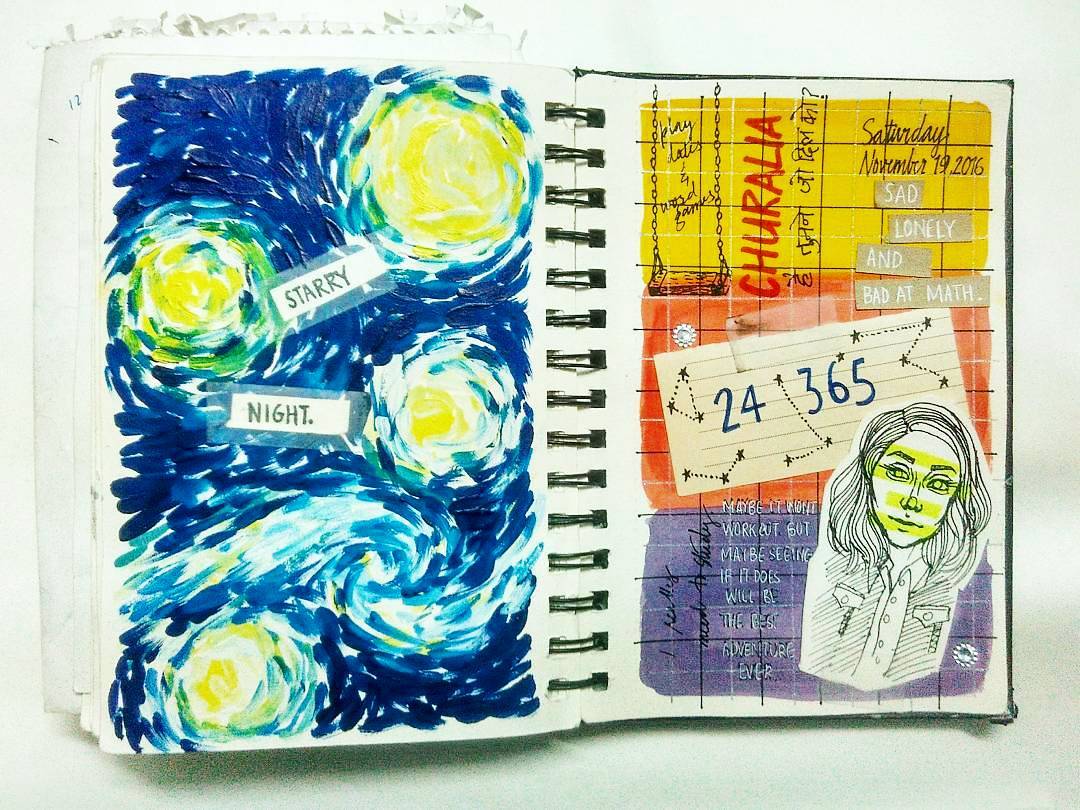 12
STARRY
NIGHT.
play
dates
&
word
games
CHURALIA
है तुमने जो दिल को?
Saturday
November 19, 2016
SAD
LONELY
AND
BAD AT MATH.
24 365
I really
need to study
MAYBE IT WONT
WORK OUT BUT
MAYBE SEEING
IF IT DOES
WILL BE
THE BEST
ADVENTURE
EVER.